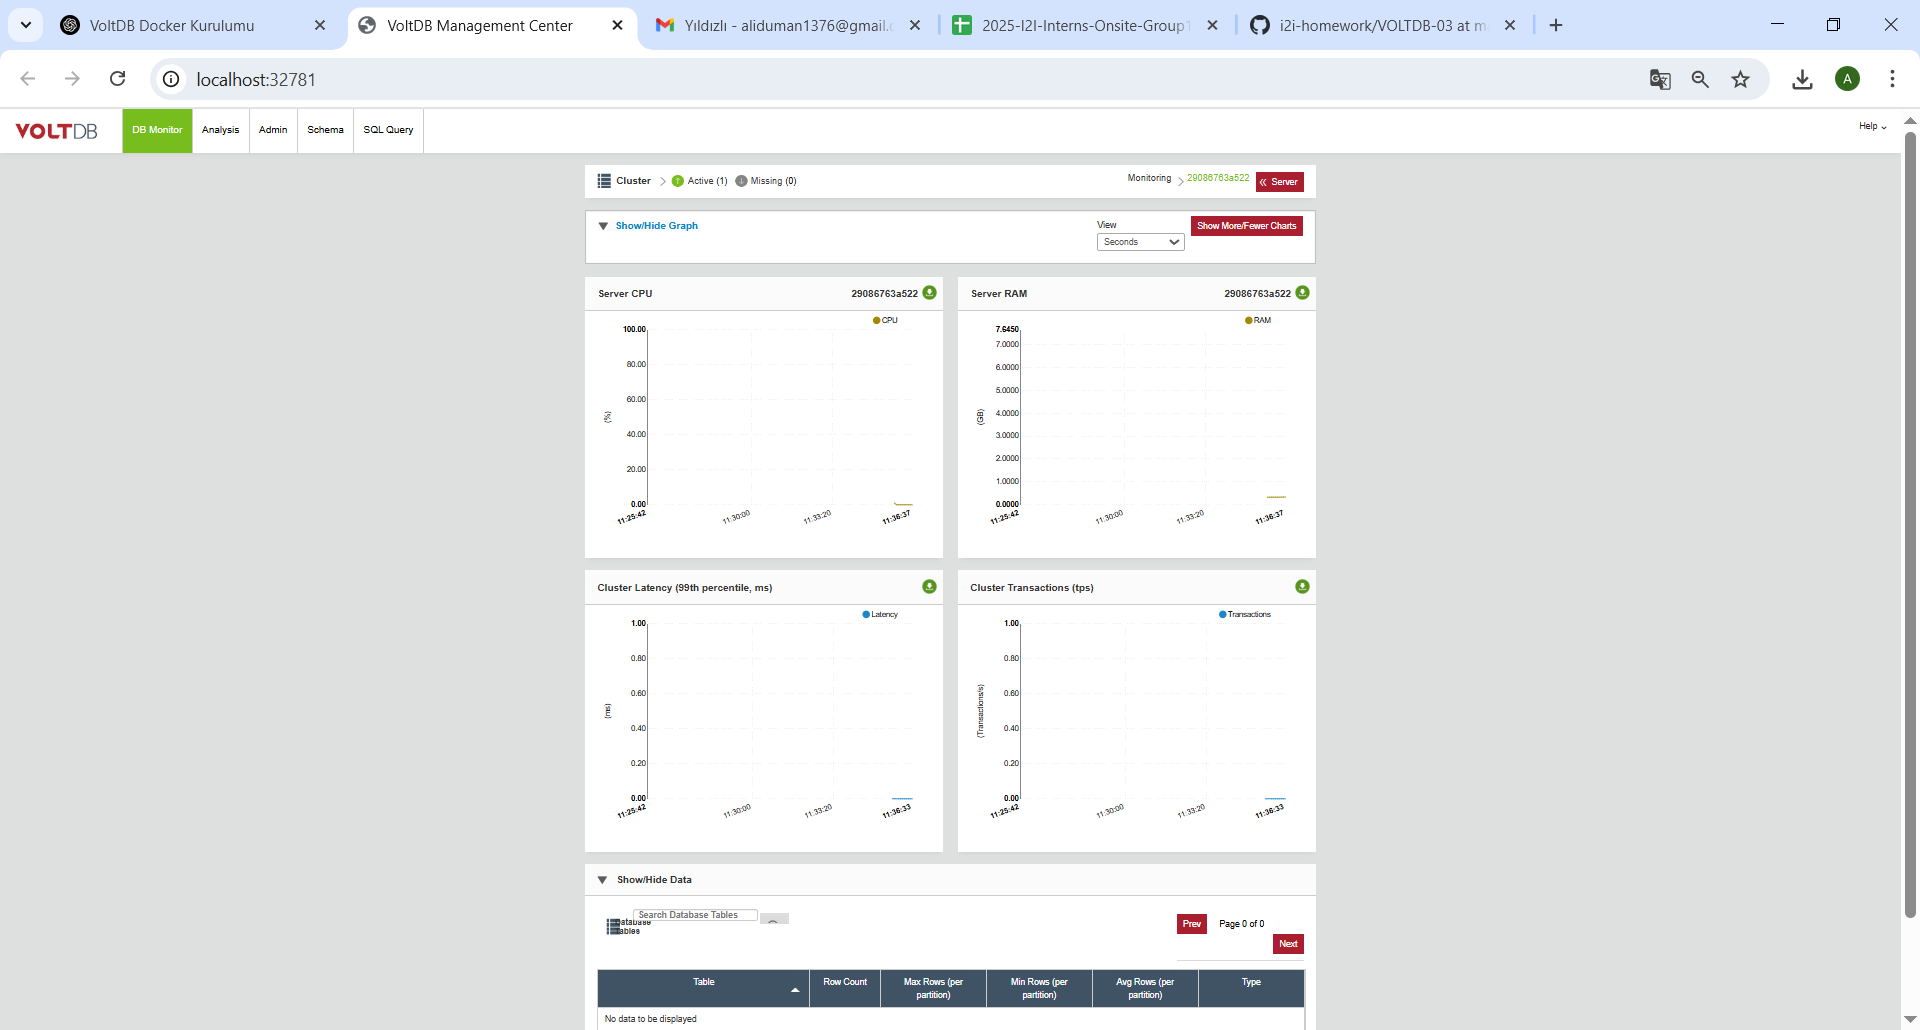 VoltDB Docker Kurulumu
VoltDB Management Center
Yıldızlı - aliduman1376@gmail.
2025-I2I-Interns-Onsite-Group
i2i-homework/VOLTDB-03 at m
localhost:32781
A
VOLTDB
DB Monitor
Analysis
Admin
Schema
SQL Query
Help
Cluster
Active (1)
Missing (0)
Monitoring
29086763a522
« Server
Show/Hide Graph
View
Seconds
Show More/Fewer Charts
Server CPU
29086763a522
CPU
100.00
80.00
60.00
40.00
20.00
0.00
(%)
11:25:42
11:30:00
11:33:20
11:36:37
Server RAM
29086763a522
RAM
7.6450
7.0000
6.0000
5.0000
4.0000
3.0000
2.0000
1.0000
0.0000
(GB)
11:25:42
11:30:00
11:33:20
11:36:37
Cluster Latency (99th percentile, ms)
Latency
1.00
0.80
0.60
0.40
0.20
0.00
(ms)
11:25:42
11:30:00
11:33:20
11:36:33
Cluster Transactions (tps)
Transactions
1.00
0.80
0.60
0.40
0.20
0.00
(Transactions/s)
11:25:42
11:30:00
11:33:20
11:36:33
Show/Hide Data
Search Database Tables
Prev
Page 0 of 0
Next
Table
Row Count
Max Rows (per
partition)
Min Rows (per
partition)
Avg Rows (per
partition)
Type
No data to be displayed